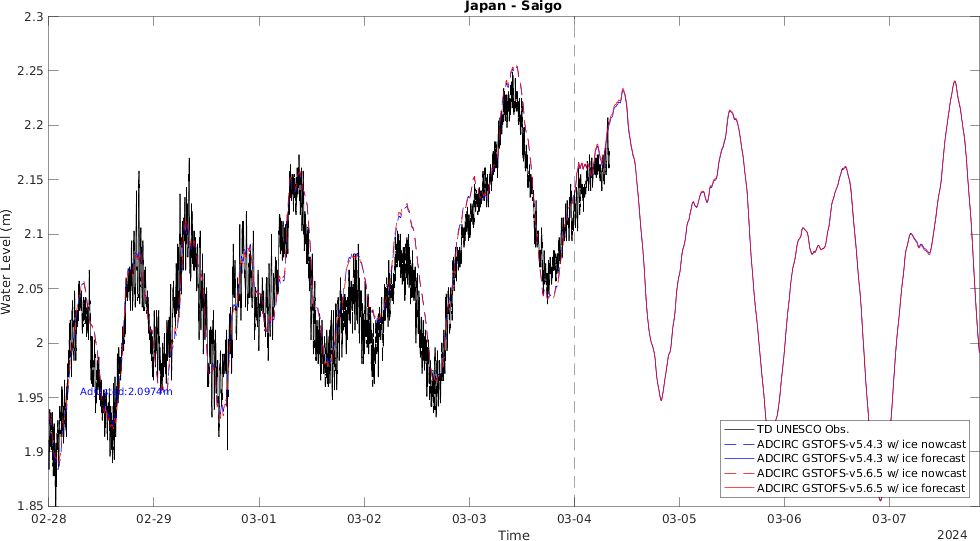 Japan - Saigo
Water Level (m)
2.3
2.25
2.2
2.15
2.1
2.05
2
1.95
1.9
1.85
Adjusted:2.0974m
TD UNESCO Obs.
ADCIRC GSTOFS-v5.4.3 w/ ice nowcast
ADCIRC GSTOFS-v5.4.3 w/ ice forecast
ADCIRC GSTOFS-v5.6.5 w/ ice nowcast
ADCIRC GSTOFS-v5.6.5 w/ ice forecast
02-28 02-29 03-01 03-02 03-03 03-04 03-05 03-06 03-07
Time
2024